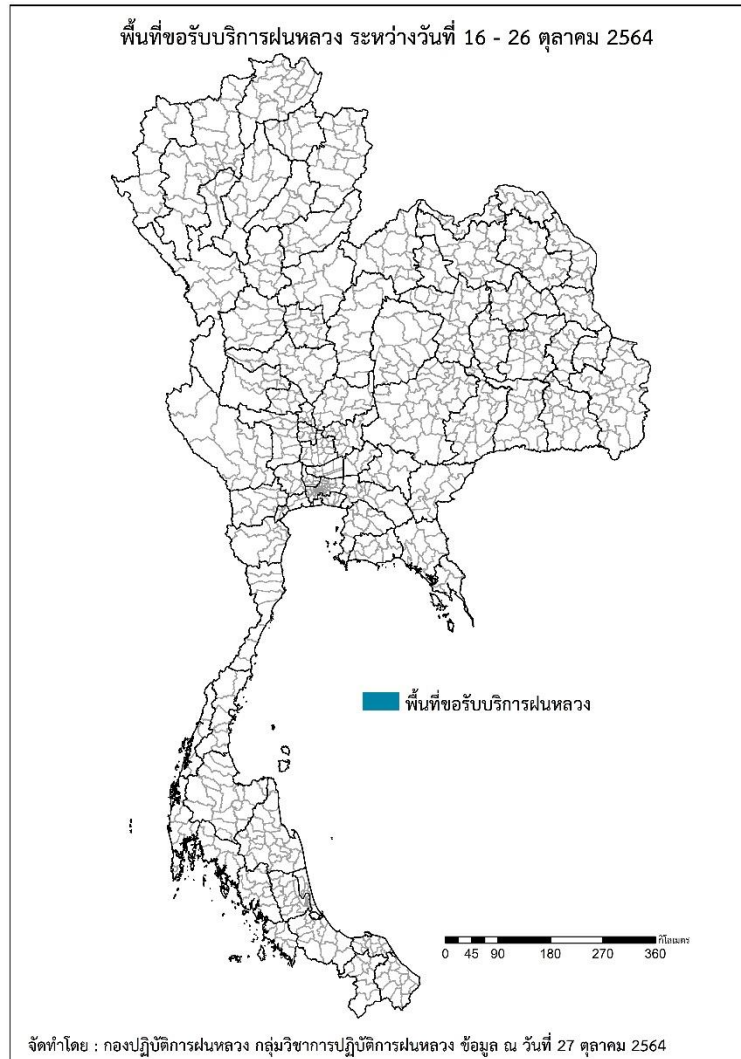 พื้นที่ขอรับบริการฝนหลวง ระหว่างวันที่ 16 - 26 ตุลาคม 2564
พื้นที่ขอรับบริการฝนหลวง
กิโลเมตร
0 45 90 180 270 360
จัดทำโดย : กองปฏิบัติการฝนหลวง กลุ่มวิชาการปฏิบัติการฝนหลวง ข้อมูล ณ วันที่ 27 ตุลาคม 2564